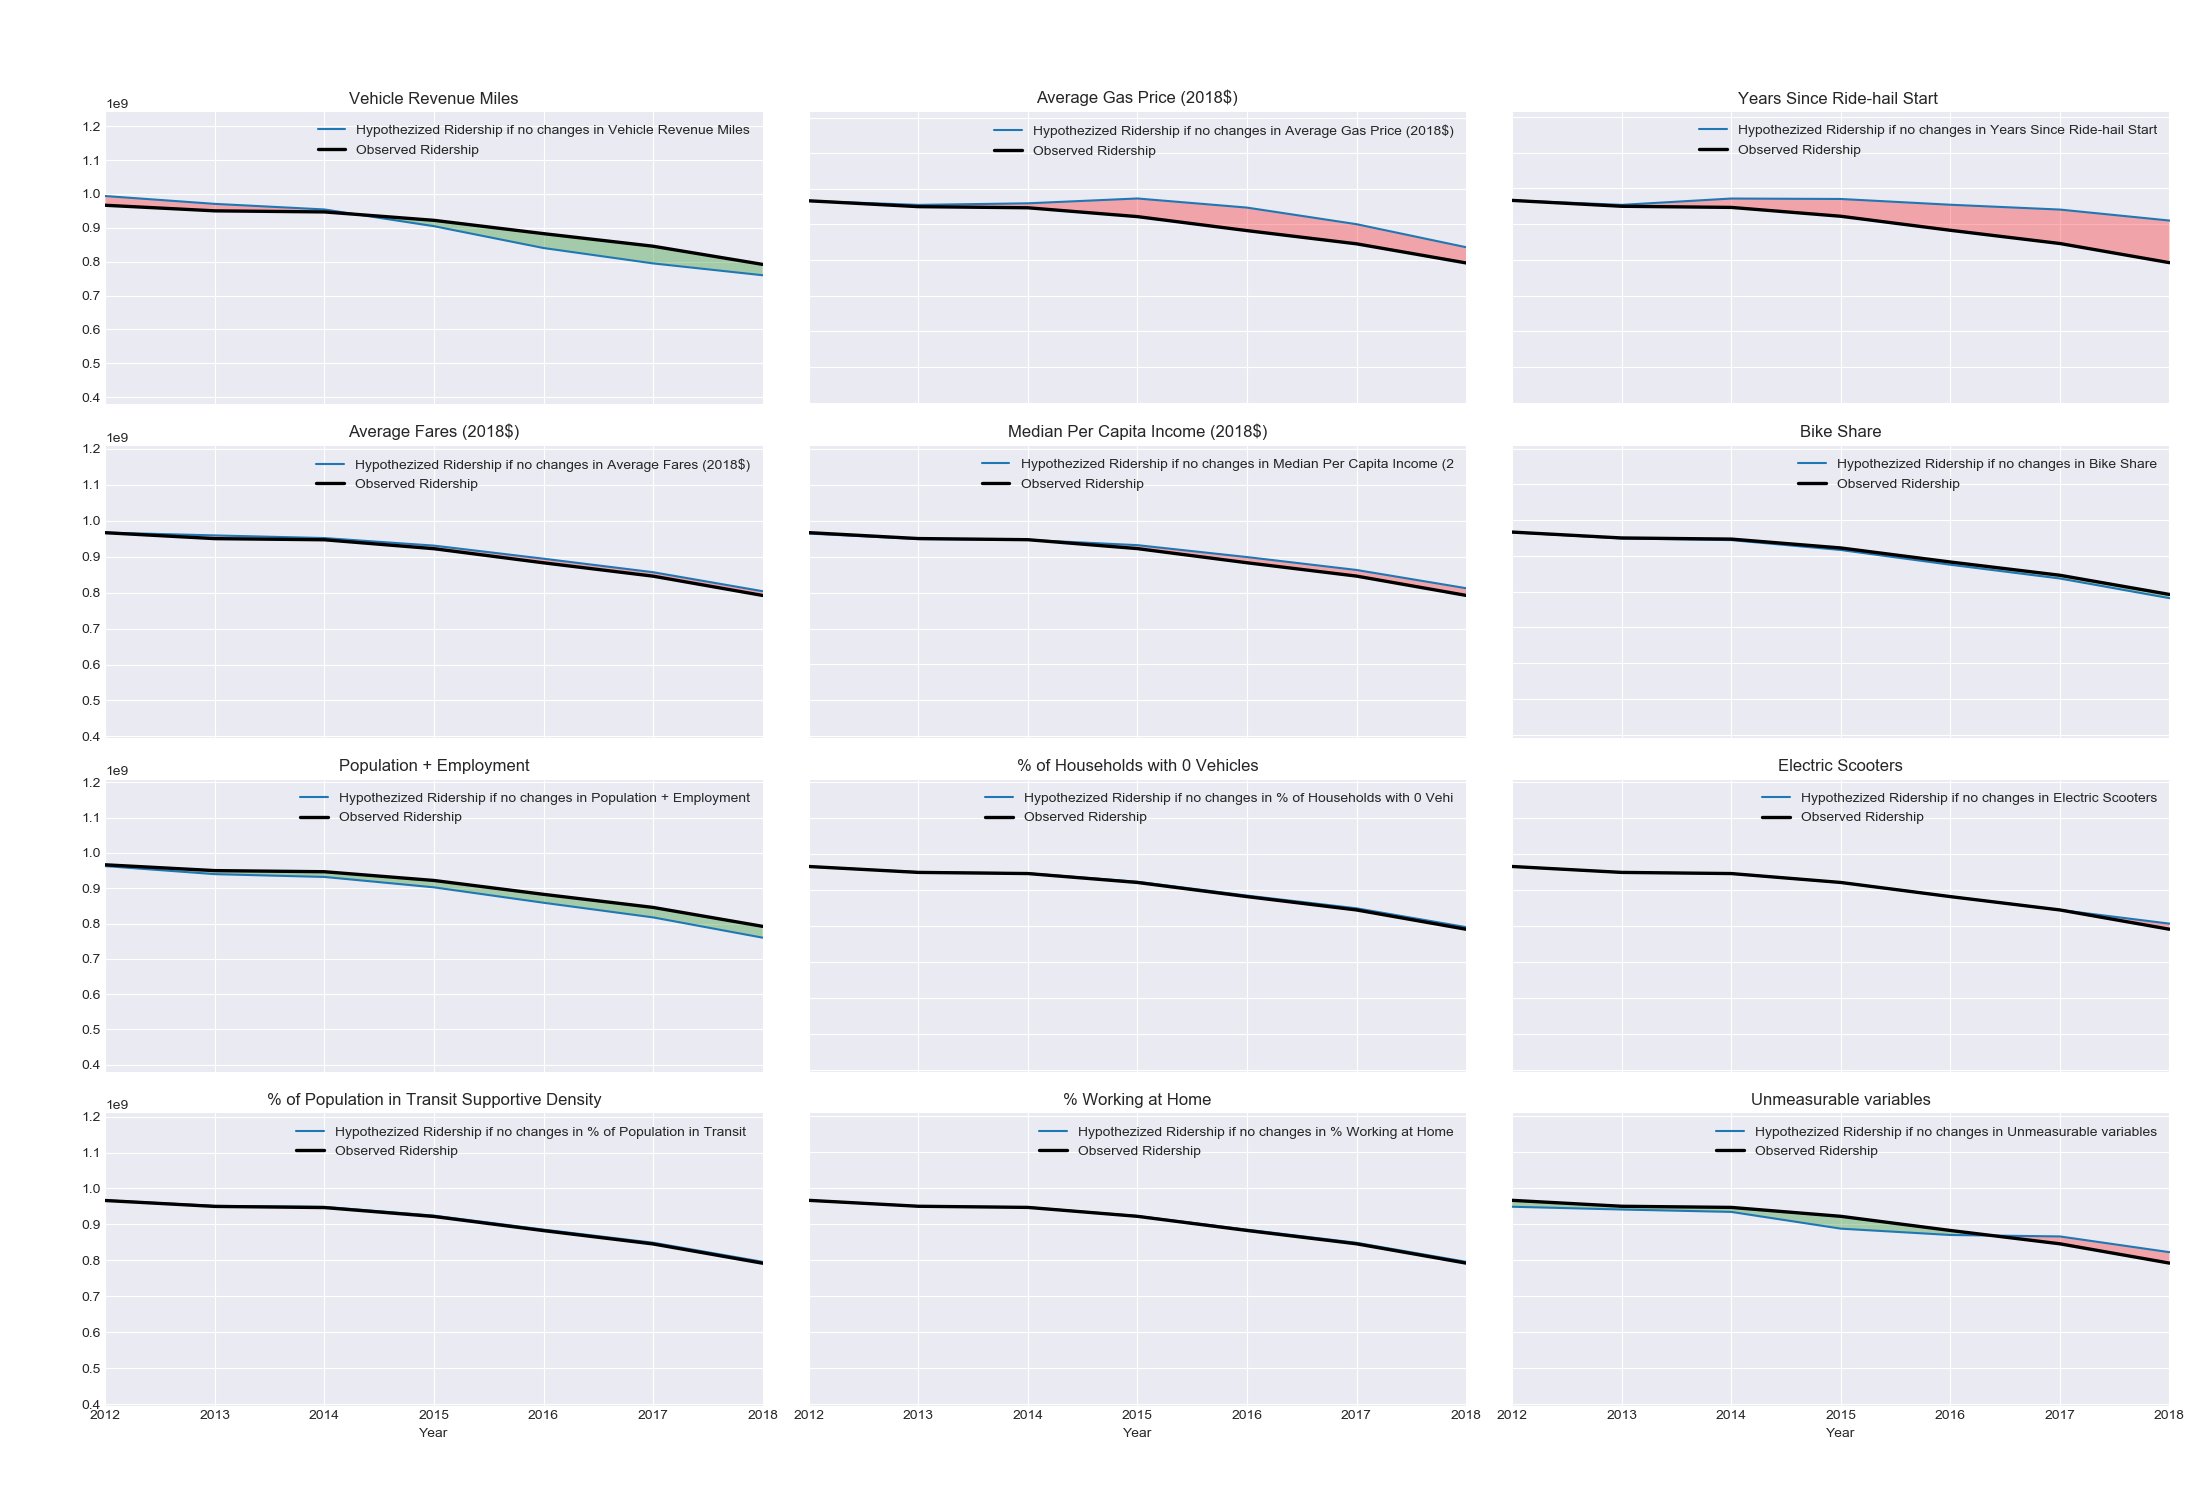 Vehicle Revenue Miles
1e9
Hypothezized Ridership if no changes in Vehicle Revenue Miles
Observed Ridership
1.2
1.1
1.0
0.9
0.8
0.7
0.6
0.5
0.4
Average Gas Price (2018$)
Hypothezized Ridership if no changes in Average Gas Price (2018$)
Observed Ridership
Years Since Ride-hail Start
Hypothezized Ridership if no changes in Years Since Ride-hail Start
Observed Ridership
Average Fares (2018$)
1e9
Hypothezized Ridership if no changes in Average Fares (2018$)
Observed Ridership
1.2
1.1
1.0
0.9
0.8
0.7
0.6
0.5
0.4
Median Per Capita Income (2018$)
Hypothezized Ridership if no changes in Median Per Capita Income (2
Observed Ridership
Bike Share
Hypothezized Ridership if no changes in Bike Share
Observed Ridership
Population + Employment
1e9
Hypothezized Ridership if no changes in Population + Employment
Observed Ridership
1.2
1.1
1.0
0.9
0.8
0.7
0.6
0.5
0.4
% of Households with 0 Vehicles
Hypothezized Ridership if no changes in % of Households with 0 Vehi
Observed Ridership
Electric Scooters
Hypothezized Ridership if no changes in Electric Scooters
Observed Ridership
% of Population in Transit Supportive Density
1e9
Hypothezized Ridership if no changes in % of Population in Transit
Observed Ridership
1.2
1.1
1.0
0.9
0.8
0.7
0.6
0.5
0.4
2012 2013 2014 2015 2016 2017 2018
Year
% Working at Home
Hypothezized Ridership if no changes in % Working at Home
Observed Ridership
2012 2013 2014 2015 2016 2017 2018
Year
Unmeasurable variables
Hypothezized Ridership if no changes in Unmeasurable variables
Observed Ridership
2012 2013 2014 2015 2016 2017 2018
Year